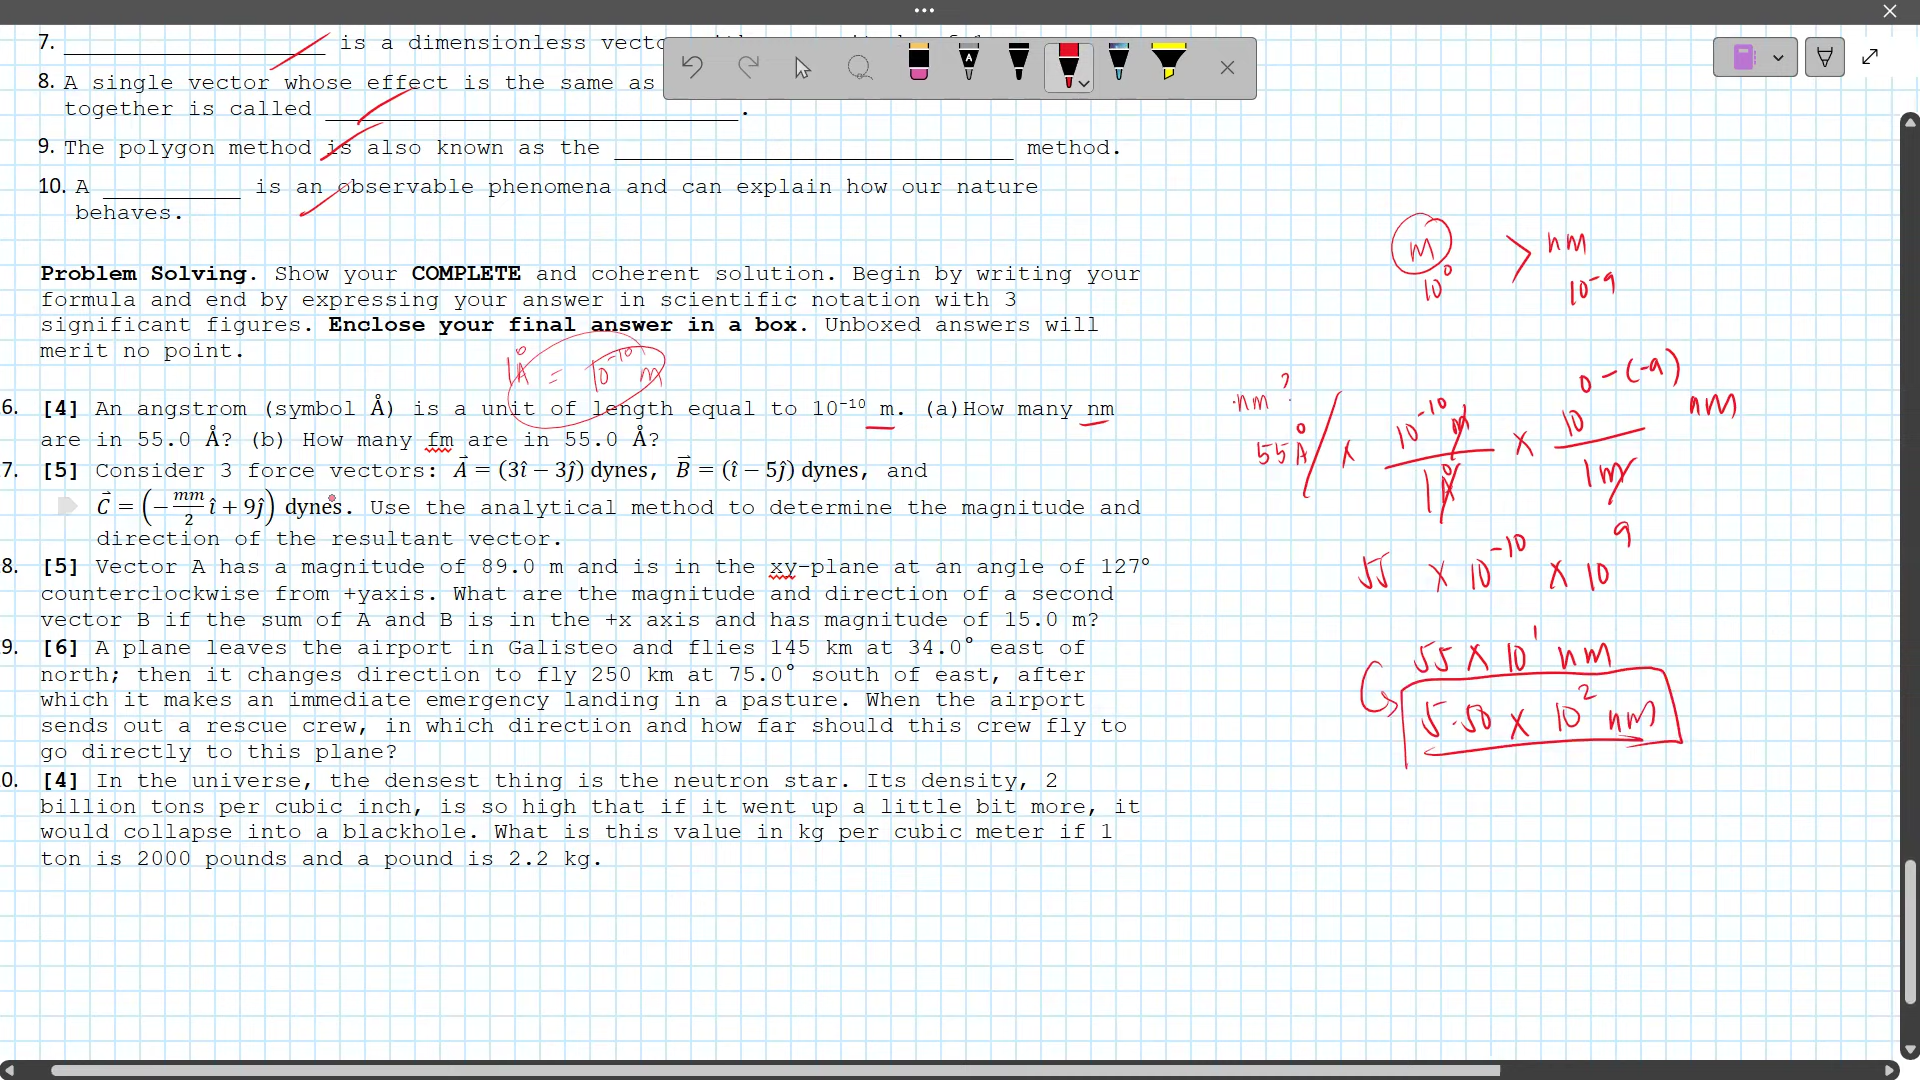 7. ____________________ is a dimensionless vect
8. A single vector whose effect is the same as
together is called ______________________________.
9. The polygon method is also known as the _____________________________ method.
10. A __________ is an observable phenomena and can explain how our nature
behaves.
Problem Solving. Show your COMPLETE and coherent solution. Begin by writing your
formula and end by expressing your answer in scientific notation with 3
significant figures. Enclose your final answer in a box. Unboxed answers will
merit no point.
1Å = 10⁻¹⁰ m
6. [4] An angstrom (symbol Å) is a unit of length equal to 10⁻¹⁰ m. (a)How many nm
are in 55.0 Å? (b) How many fm are in 55.0 Å?
7. [5] Consider 3 force vectors: A⃗ = (3î − 3ĵ) dynes, B⃗ = (î − 5ĵ) dynes, and
C⃗ = (−mm/2 î + 9ĵ) dynes. Use the analytical method to determine the magnitude and
direction of the resultant vector.
8. [5] Vector A has a magnitude of 89.0 m and is in the xy-plane at an angle of 127°
counterclockwise from +yaxis. What are the magnitude and direction of a second
vector B if the sum of A and B is in the +x axis and has magnitude of 15.0 m?
9. [6] A plane leaves the airport in Galisteo and flies 145 km at 34.0° east of
north; then it changes direction to fly 250 km at 75.0° south of east, after
which it makes an immediate emergency landing in a pasture. When the airport
sends out a rescue crew, in which direction and how far should this crew fly to
go directly to this plane?
0. [4] In the universe, the densest thing is the neutron star. Its density, 2
billion tons per cubic inch, is so high that if it went up a little bit more, it
would collapse into a blackhole. What is this value in kg per cubic meter if 1
ton is 2000 pounds and a pound is 2.2 kg.
m > nm
10⁰ 10⁻⁹
nm?
55Å x 10⁻¹⁰ m / 1Å x 10⁰⁻⁽⁻⁹⁾ nm / 1m
55 x 10⁻¹⁰ x 10⁹
55 x 10¹ nm
5.50 x 10² nm